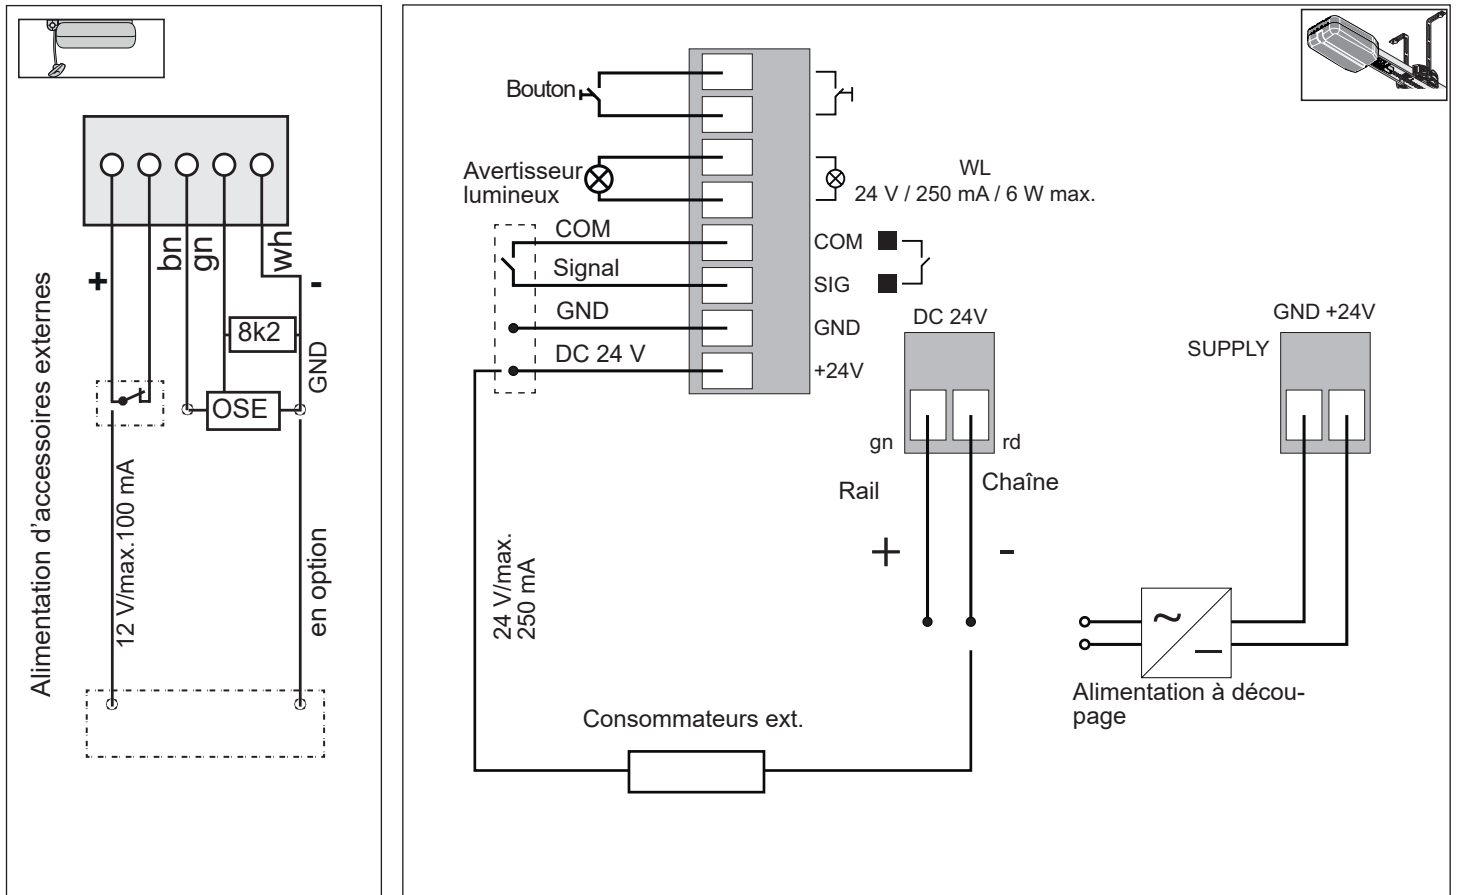 Alimentation d’accessoires externes
+
bn
gn
wh
-
8k2
GND
OSE
12 V/max.100 mA
en option
Bouton
Avertisseur
lumineux
WL
24 V / 250 mA / 6 W max.
COM
Signal
GND
DC 24 V
COM
SIG
GND
+24V
24 V/max.
250 mA
DC 24V
gn
rd
Rail
Chaîne
+
-
GND +24V
SUPPLY
~
Alimentation à décou-
page
Consommateurs ext.